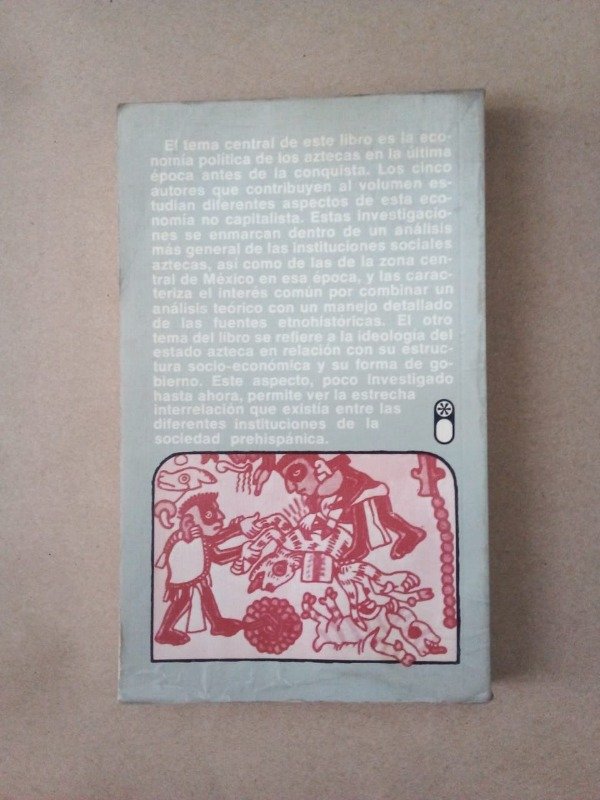 El tema central de este libro es la eco-
nomía política de los aztecas en la última
época antes de la conquista. Los cinco
autores que contribuyen al volumen es-
tudian diferentes aspectos de esta eco-
nomía no capitalista. Estas investigacio-
nes se enmarcan dentro de un análisis
más general de las instituciones sociales
aztecas, así como de las de la zona cen-
tral de México en esa época, y las carac-
teriza el interés común por combinar un
análisis teórico con un manejo detallado
de las fuentes etnohistóricas. El otro
tema del libro se refiere a la ideología del
estado azteca en relación con su estruc-
tura socio-económica y su forma de go-
bierno. Este aspecto, poco investigado
hasta ahora, permite ver la estrecha
interrelación que existía entre las
diferentes instituciones de la
sociedad prehispánica.